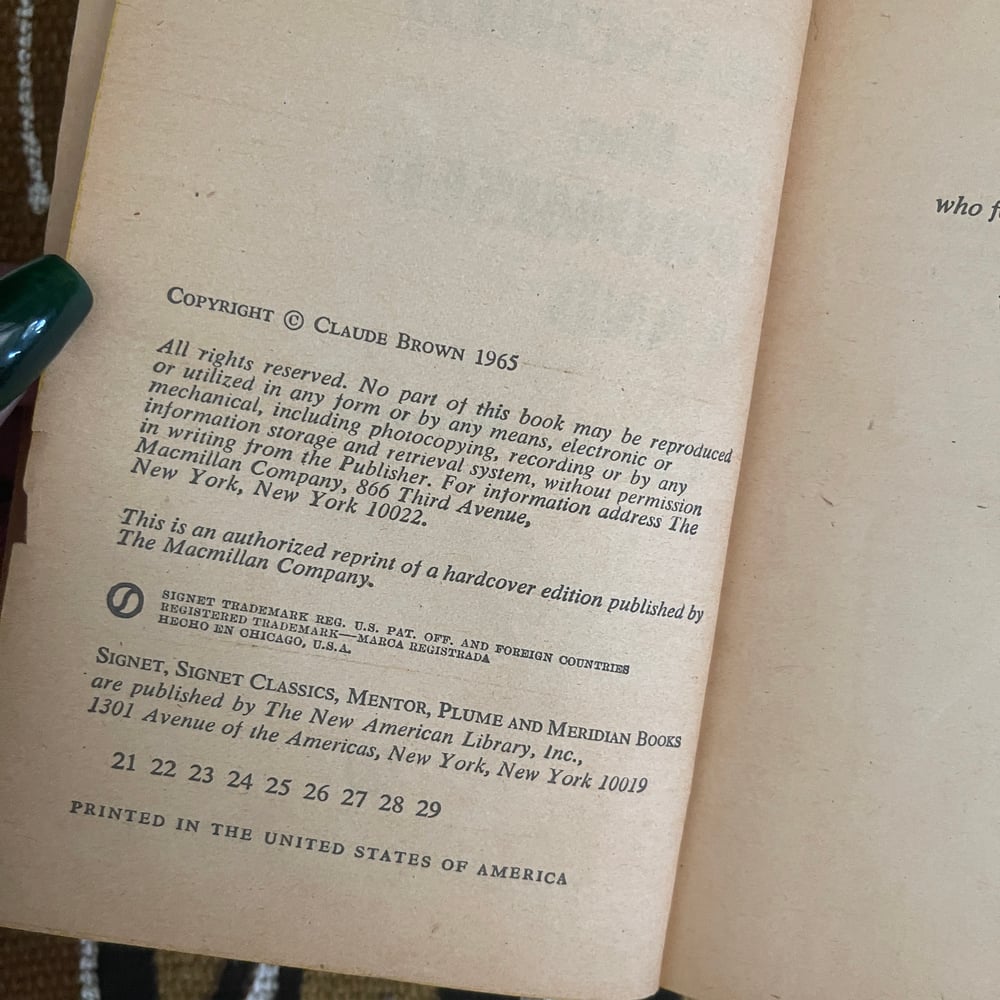 COPYRIGHT © CLAUDE BROWN 1965
All rights reserved. No part of this book may be reproduced
or utilized in any form or by any means, electronic or
mechanical, including photocopying, recording or by any
information storage and retrieval system, without permission
in writing from the Publisher. For information address The
Macmillan Company, 866 Third Avenue,
New York, New York 10022.
This is an authorized reprint of a hardcover edition published by
The Macmillan Company.
SIGNET TRADEMARK REG. U.S. PAT. OFF. AND FOREIGN COUNTRIES
REGISTERED TRADEMARK—MARCA REGISTRADA
HECHO EN CHICAGO, U.S.A.
SIGNET, SIGNET CLASSICS, MENTOR, PLUME AND MERIDIAN BOOKS
are published by The New American Library, Inc.,
1301 Avenue of the Americas, New York, New York 10019
21 22 23 24 25 26 27 28 29
PRINTED IN THE UNITED STATES OF AMERICA
who